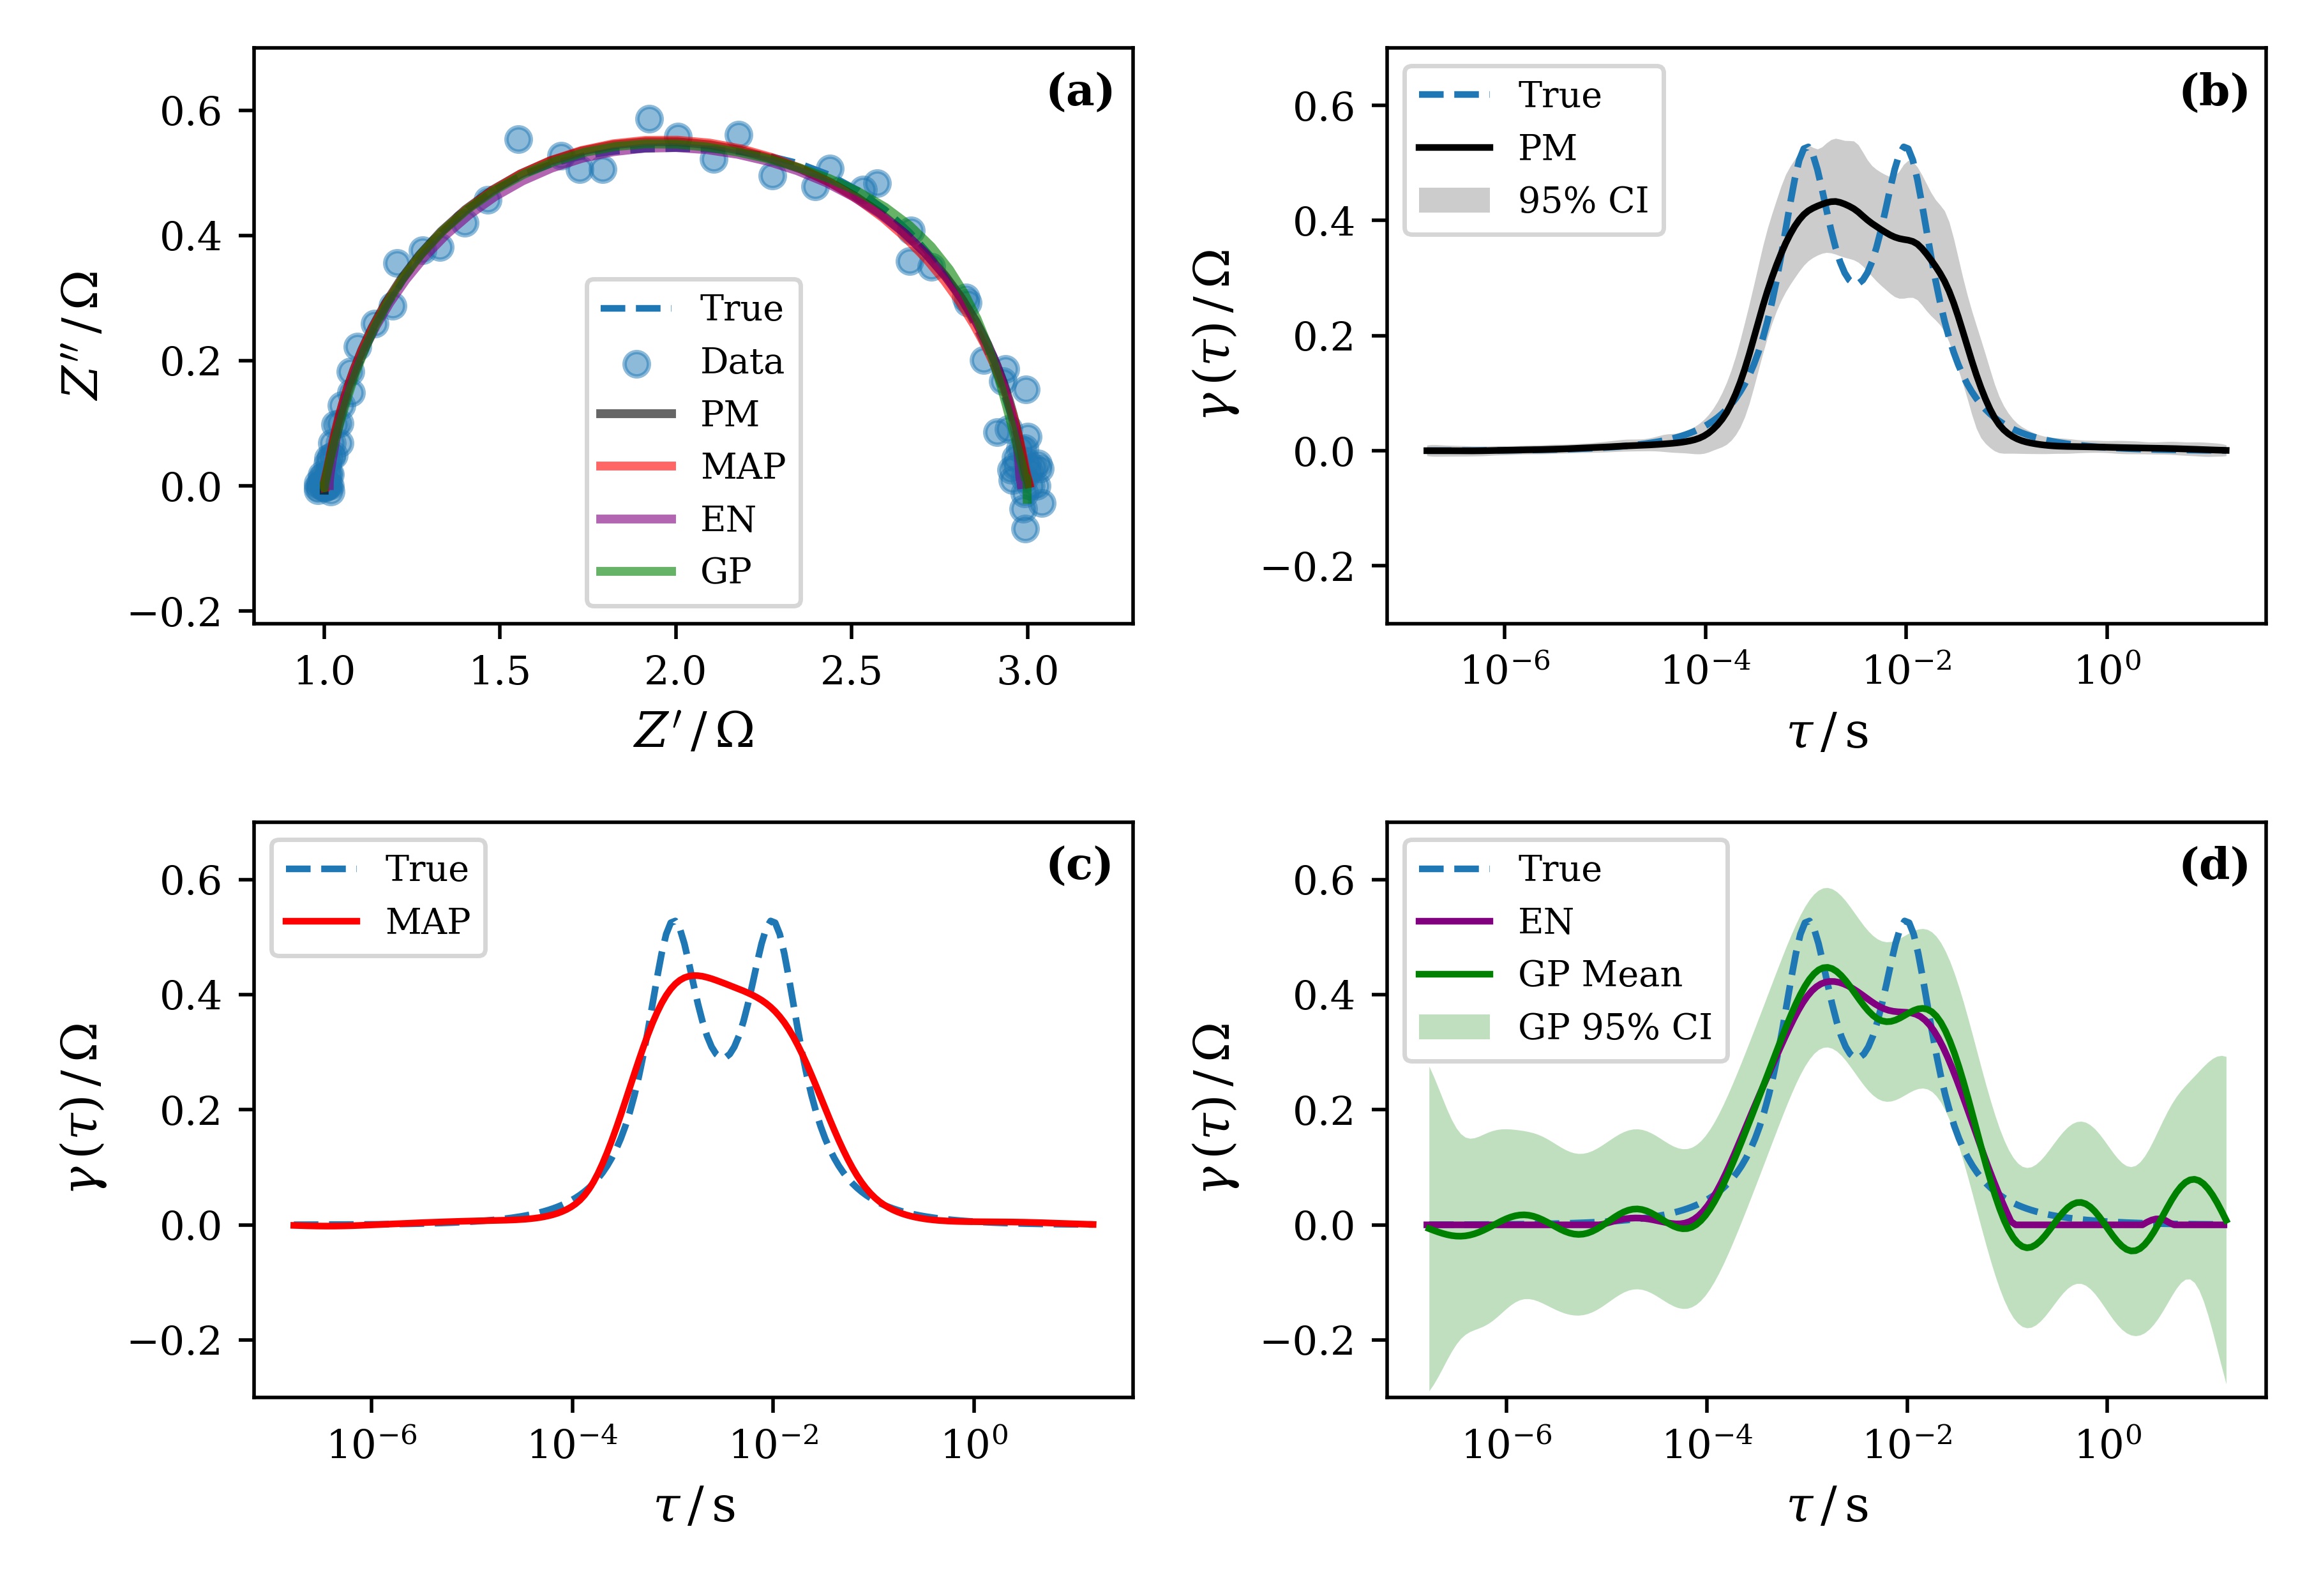 (a)
0.6
0.4
0.2
0.0
−0.2
Z′′ / Ω
True
Data
PM
MAP
EN
GP
1.0 1.5 2.0 2.5 3.0
Z′ / Ω
(b)
True
PM
95% CI
0.6
0.4
0.2
0.0
−0.2
γ (τ) / Ω
10⁻⁶ 10⁻⁴ 10⁻² 10⁰
τ / s
(c)
True
MAP
0.6
0.4
0.2
0.0
−0.2
γ (τ) / Ω
10⁻⁶ 10⁻⁴ 10⁻² 10⁰
τ / s
(d)
True
EN
GP Mean
GP 95% CI
0.6
0.4
0.2
0.0
−0.2
γ (τ) / Ω
10⁻⁶ 10⁻⁴ 10⁻² 10⁰
τ / s